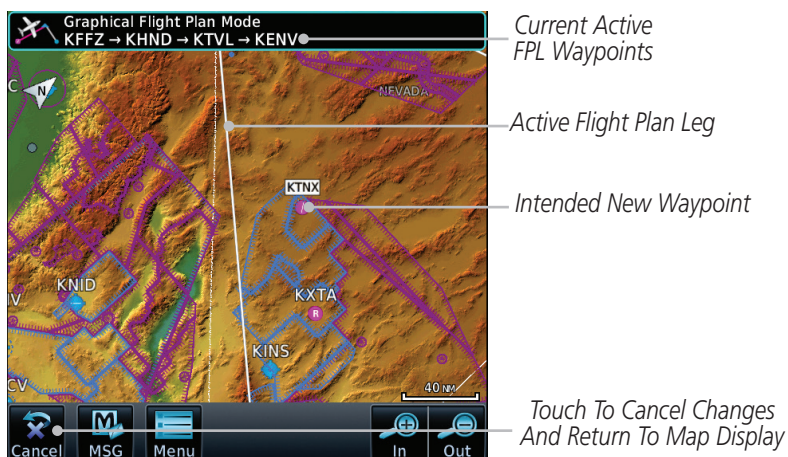 Graphical Flight Plan Mode
KFFZ → KHND → KTVL → KENV
Current Active
FPL Waypoints
C
N
NEVADA
Active Flight Plan Leg
KTNX
Intended New Waypoint
KNID
IV
KXTA
R
KINS
CV
40 NM
Touch To Cancel Changes
And Return To Map Display
Cancel
M
MSG
Menu
In
Out